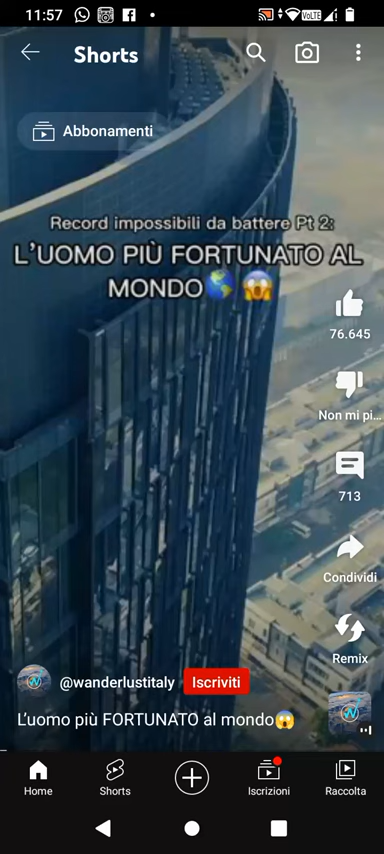 11:57
VoLTE
Shorts
Abbonamenti
Record impossibili da battere Pt 2:
L'UOMO PIÙ FORTUNATO AL
MONDO🌎 😱
76.645
Non mi pi...
713
Condividi
Remix
@wanderlustitaly Iscriviti
L'uomo più FORTUNATO al mondo😱
Home Shorts Iscrizioni Raccolta